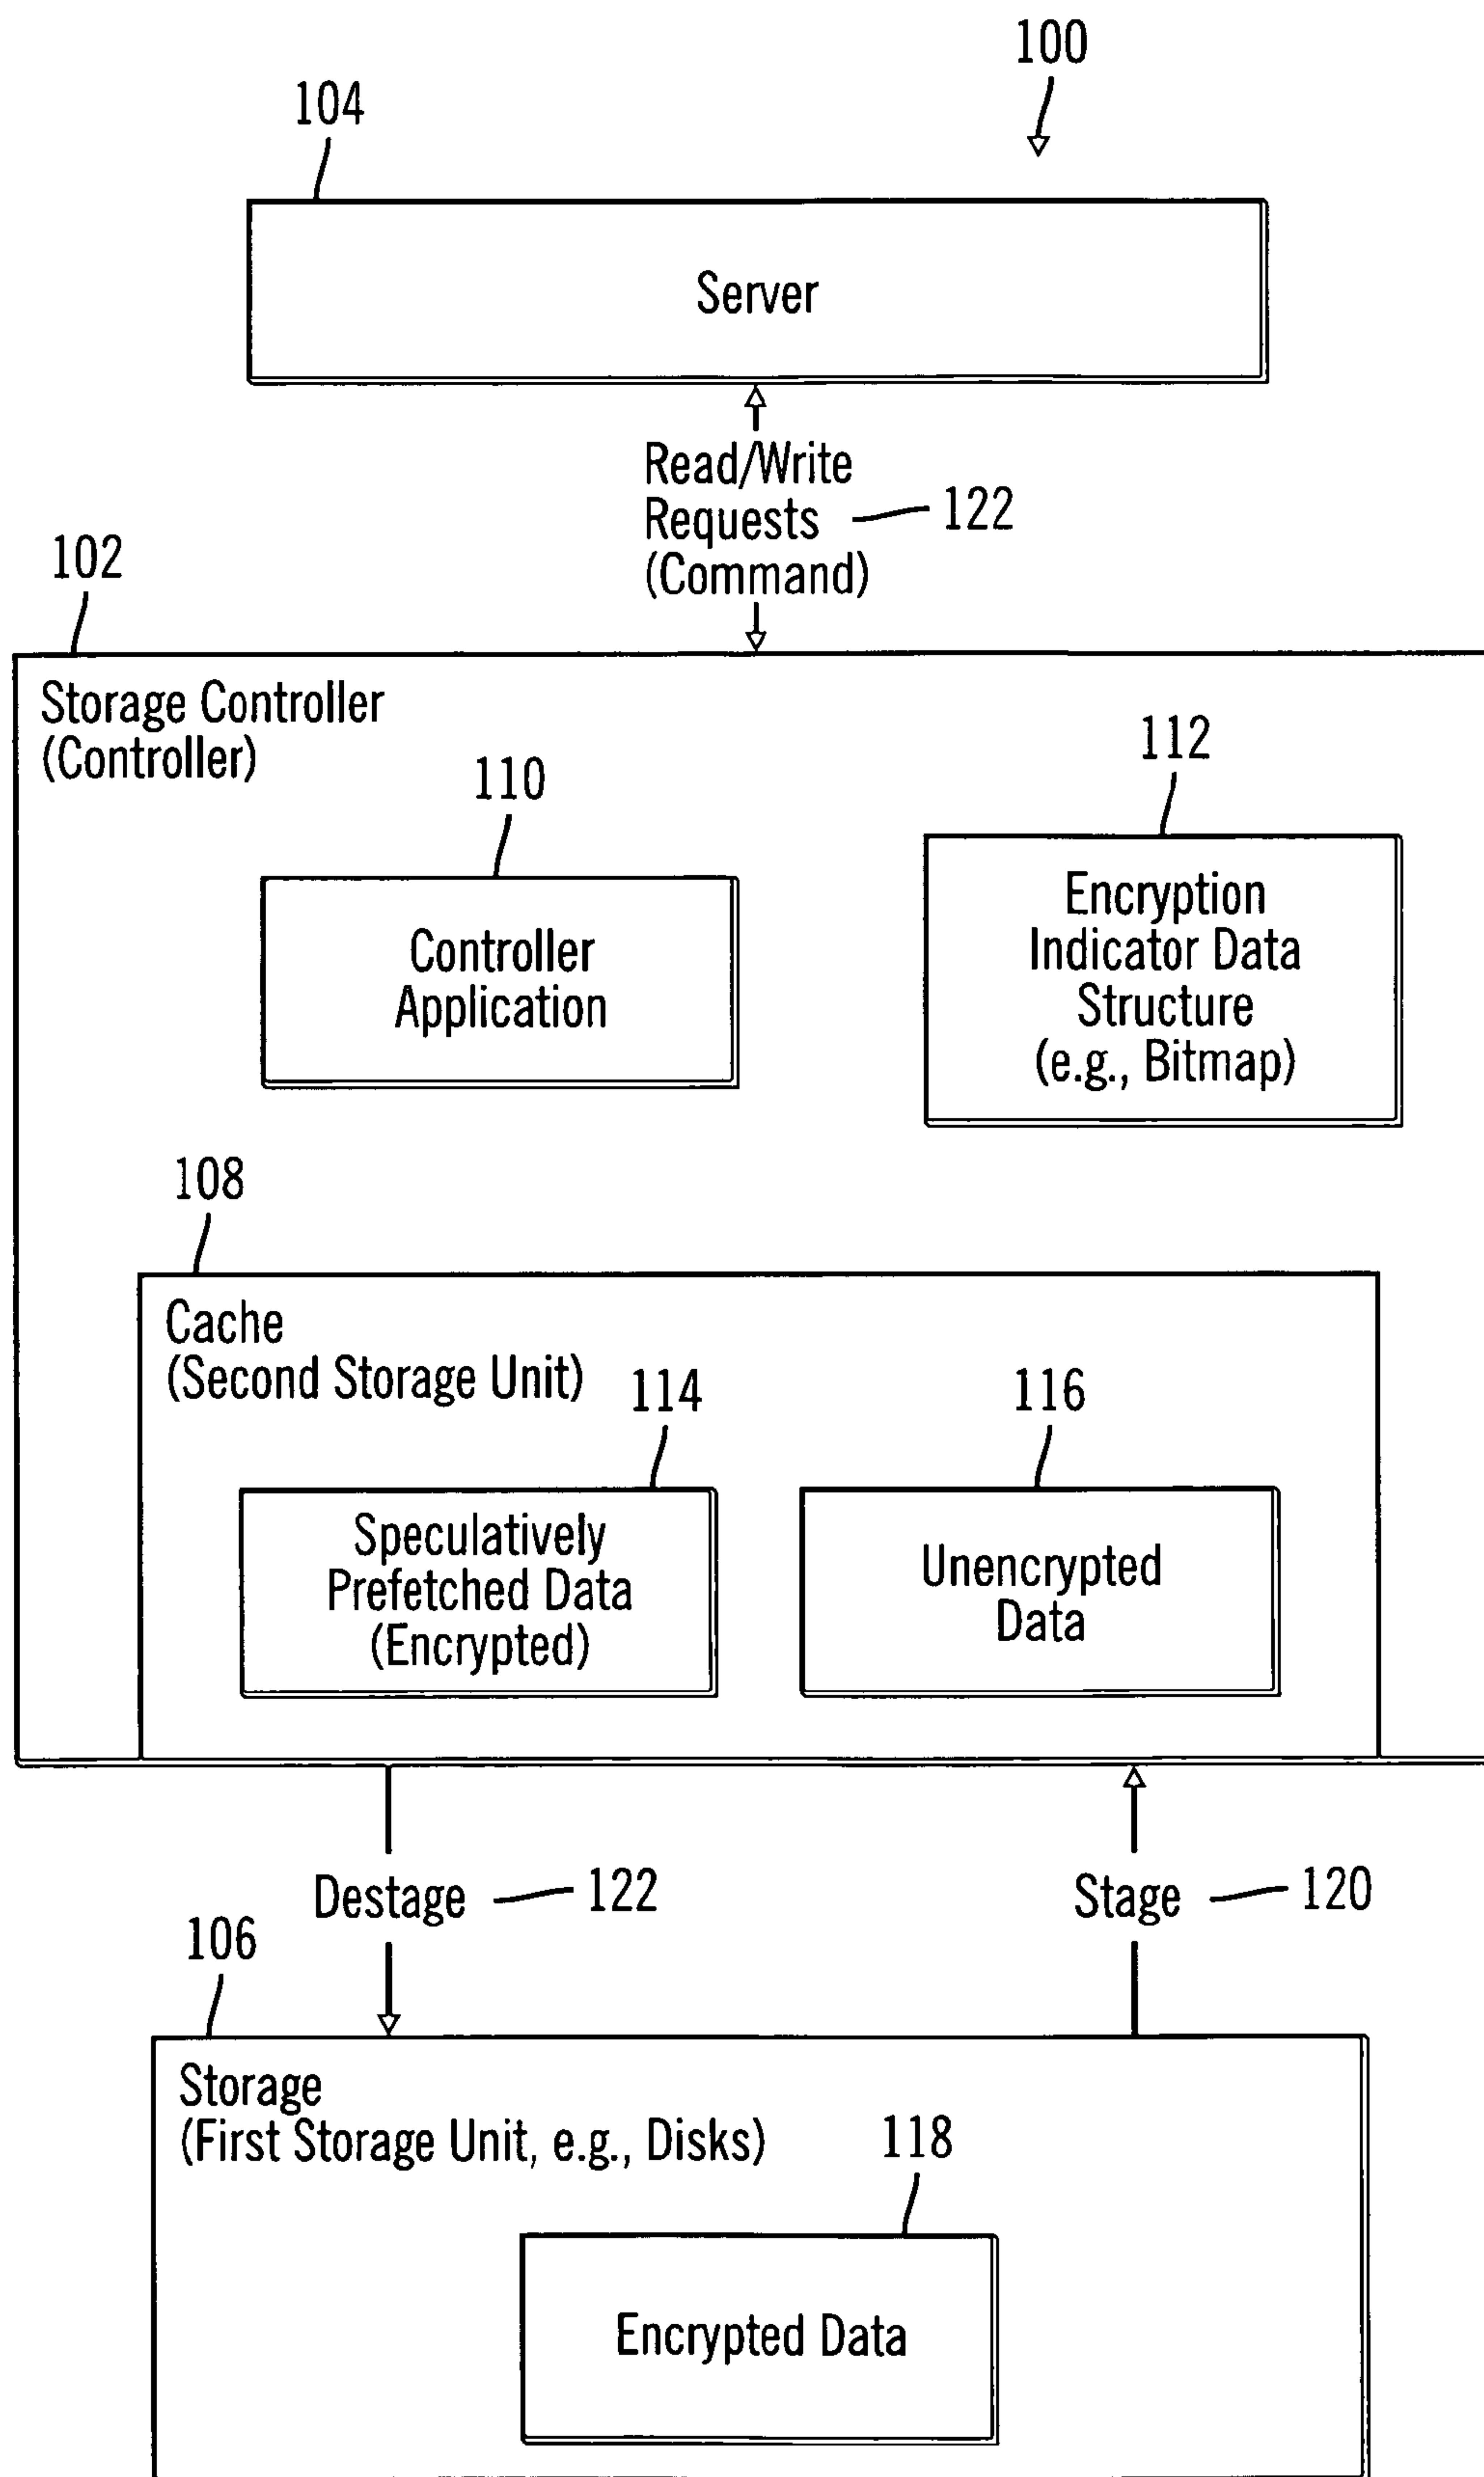 100
104
Server
Read/Write
Requests
122
(Command)
102
Storage Controller
(Controller)
110
112
Controller
Application
Encryption
Indicator Data
Structure
(e.g., Bitmap)
108
Cache
(Second Storage Unit)
114
116
Speculatively
Prefetched Data
(Encrypted)
Unencrypted
Data
Destage
122
Stage
120
106
Storage
(First Storage Unit, e.g., Disks)
118
Encrypted Data